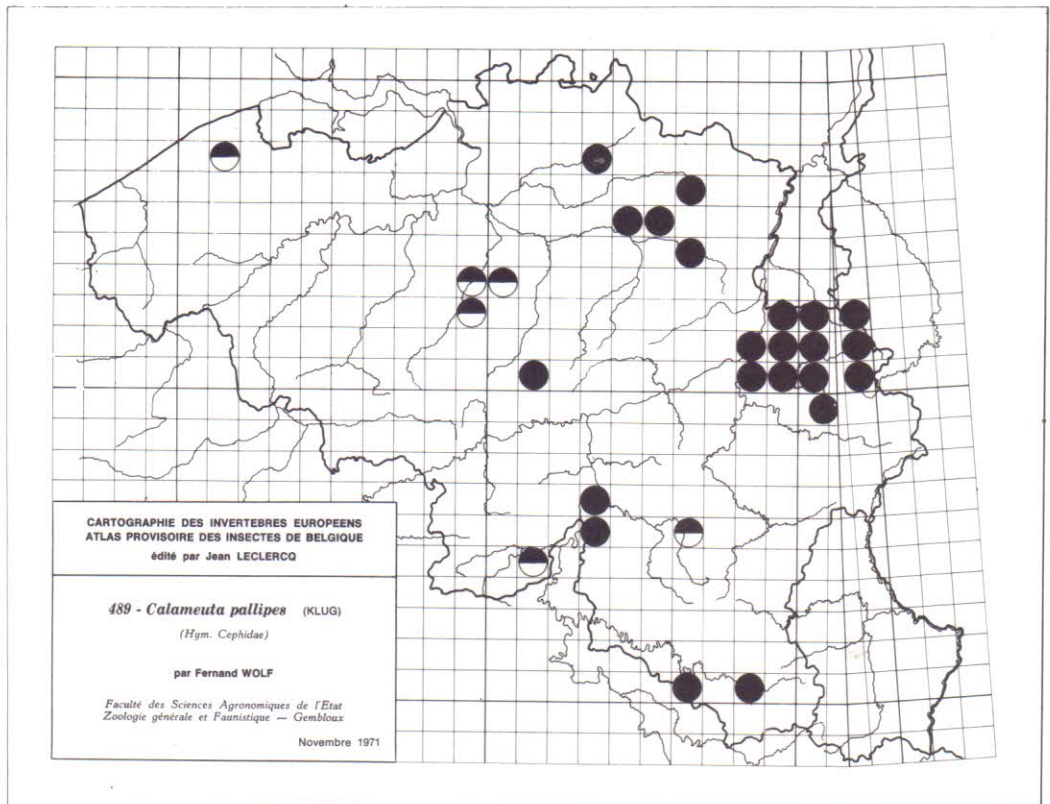 CARTOGRAPHIE DES INVERTEBRES EUROPEENS
ATLAS PROVISOIRE DES INSECTES DE BELGIQUE
édité par Jean LECLERCQ
489 - Calameuta pallipes (KLUG)
(Hym. Cephidae)
par Fernand WOLF
Faculté des Sciences Agronomiques de l'Etat
Zoologie générale et Faunistique — Gembloux
Novembre 1971